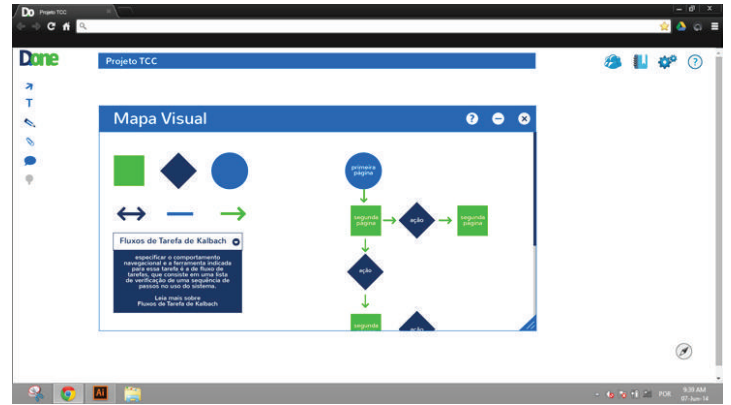 Do Projeto TCC
Done
Projeto TCC
T
Mapa Visual
?
primeira
página
segunda
página
ação
segunda
página
ação
segunda
ação
Fluxos de Tarefa de Kalbach
especificar o comportamento
navegacional e a ferramenta indicada
para essa tarefa é a de fluxo de
tarefas, que consiste em uma lista
de verificação de uma sequência de
passos no uso do sistema.
Leia mais sobre
Fluxos de Tarefa de Kalbach
Ai
POR
9:39 AM
07-Jun-14